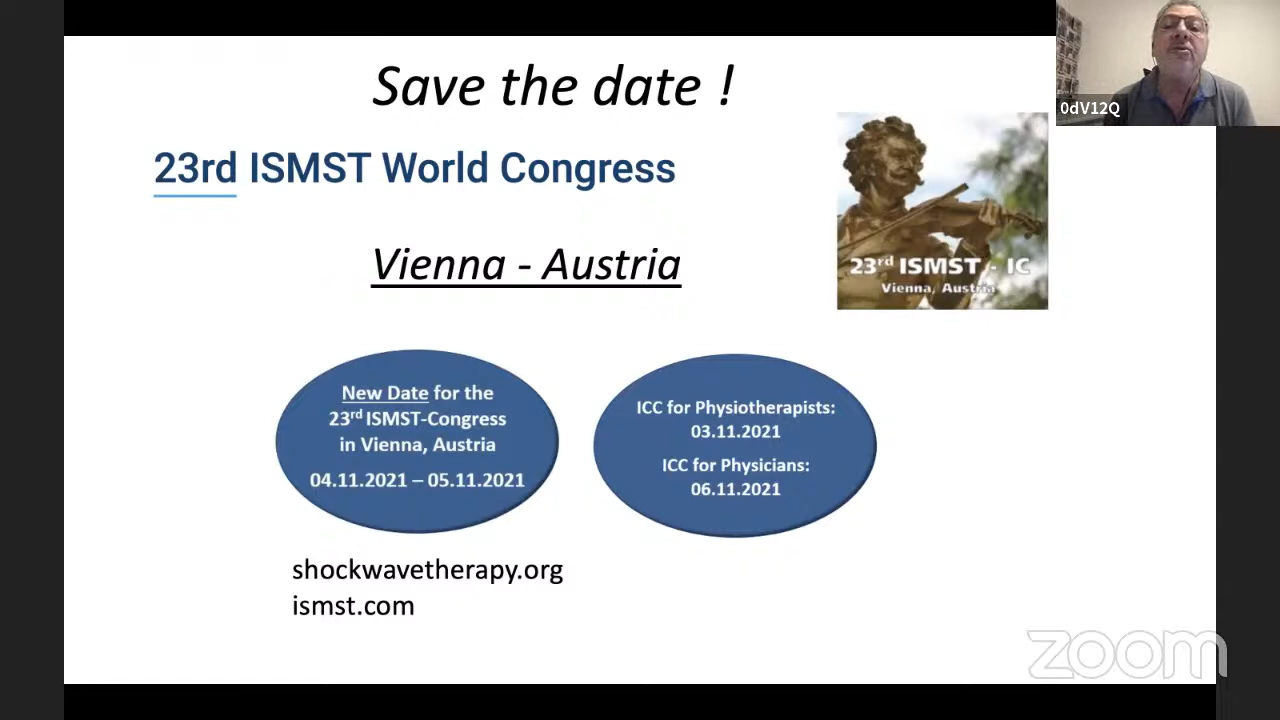 Save the date !
0dV12Q
23rd ISMST World Congress
23rd ISMST - IC
Vienna, Austria
Vienna - Austria
New Date for the
23rd ISMST-Congress
in Vienna, Austria
04.11.2021 – 05.11.2021
ICC for Physiotherapists:
03.11.2021
ICC for Physicians:
06.11.2021
shockwavetherapy.org
ismst.com
zoom